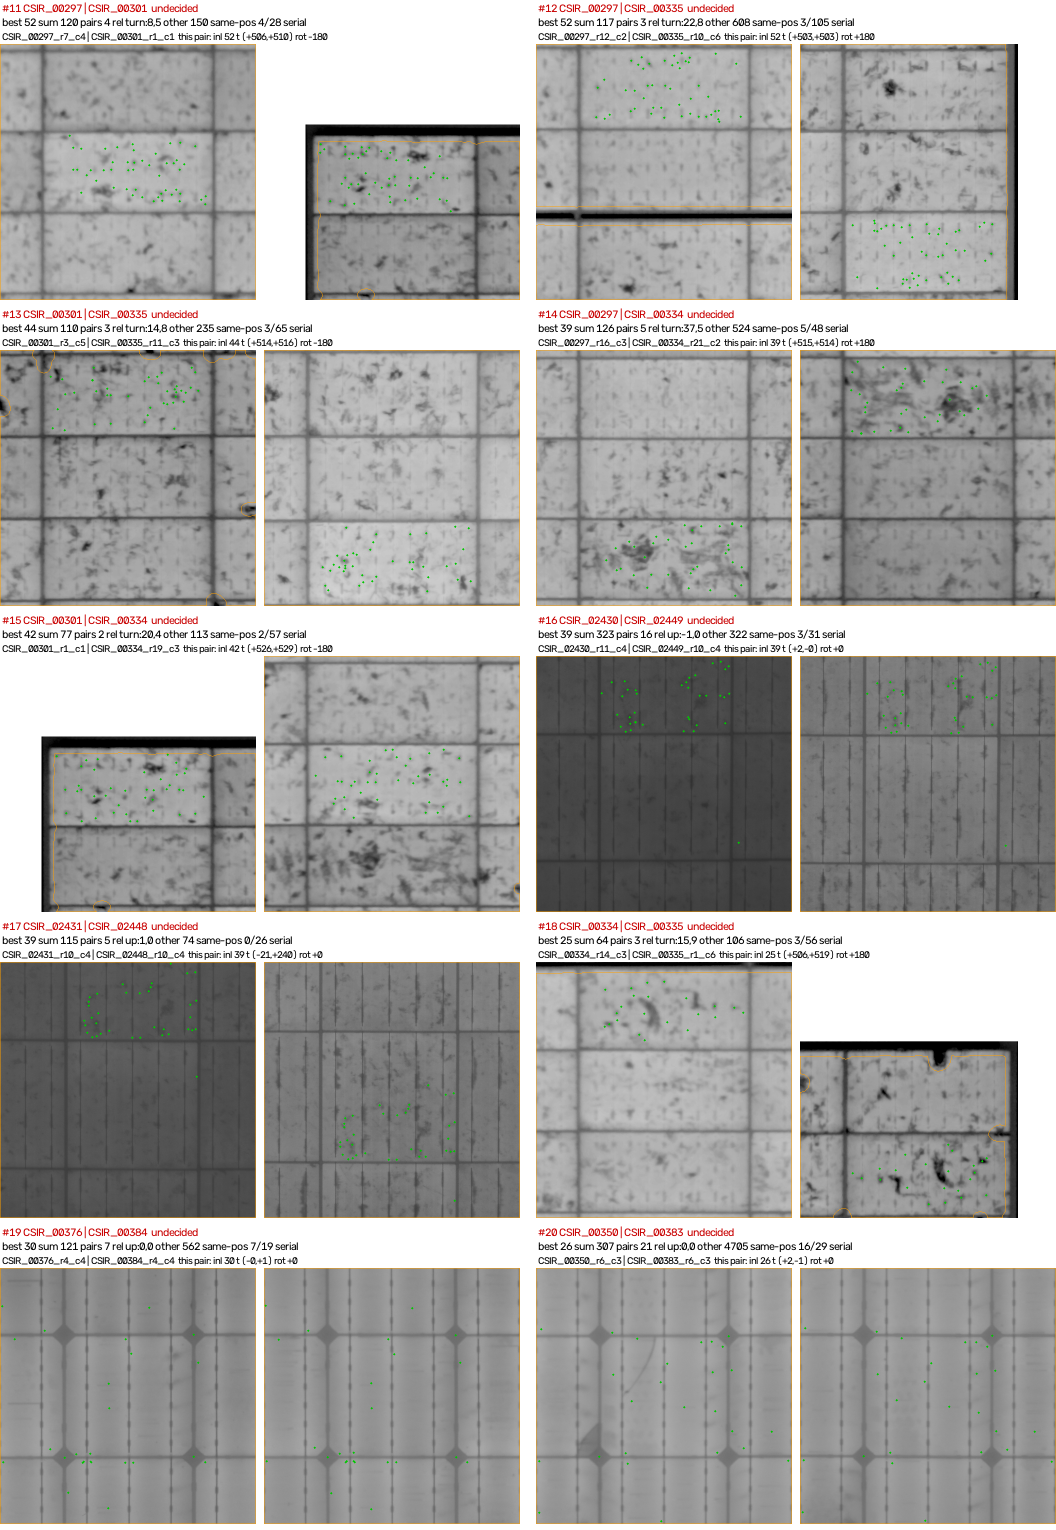 #11 CSIR_00297 | CSIR_00301 undecided
best 52 sum 120 pairs 4 rel turn:8,5 other 150 same-pos 4/28 serial
CSIR_00297_r7_c4 | CSIR_00301_r1_c1 this pair: inl 52 t (+506,+510) rot -180
#12 CSIR_00297 | CSIR_00335 undecided
best 52 sum 117 pairs 3 rel turn:22,8 other 608 same-pos 3/105 serial
CSIR_00297_r12_c2 | CSIR_00335_r10_c6 this pair: inl 52 t (+503,+503) rot +180
#13 CSIR_00301 | CSIR_00335 undecided
best 44 sum 110 pairs 3 rel turn:14,8 other 235 same-pos 3/65 serial
CSIR_00301_r3_c5 | CSIR_00335_r11_c3 this pair: inl 44 t (+514,+516) rot -180
#14 CSIR_00297 | CSIR_00334 undecided
best 39 sum 126 pairs 5 rel turn:37,5 other 524 same-pos 5/48 serial
CSIR_00297_r16_c3 | CSIR_00334_r21_c2 this pair: inl 39 t (+515,+514) rot +180
#15 CSIR_00301 | CSIR_00334 undecided
best 42 sum 77 pairs 2 rel turn:20,4 other 113 same-pos 2/57 serial
CSIR_00301_r1_c1 | CSIR_00334_r19_c3 this pair: inl 42 t (+526,+529) rot -180
#16 CSIR_02430 | CSIR_02449 undecided
best 39 sum 323 pairs 16 rel up:-1,0 other 322 same-pos 3/31 serial
CSIR_02430_r11_c4 | CSIR_02449_r10_c4 this pair: inl 39 t (+2,-0) rot +0
#17 CSIR_02431 | CSIR_02448 undecided
best 39 sum 115 pairs 5 rel up:1,0 other 74 same-pos 0/26 serial
CSIR_02431_r10_c4 | CSIR_02448_r10_c4 this pair: inl 39 t (-21,+240) rot +0
#18 CSIR_00334 | CSIR_00335 undecided
best 25 sum 64 pairs 3 rel turn:15,9 other 106 same-pos 3/56 serial
CSIR_00334_r14_c3 | CSIR_00335_r1_c6 this pair: inl 25 t (+506,+519) rot +180
#19 CSIR_00376 | CSIR_00384 undecided
best 30 sum 121 pairs 7 rel up:0,0 other 562 same-pos 7/19 serial
CSIR_00376_r4_c4 | CSIR_00384_r4_c4 this pair: inl 30 t (-0,+1) rot +0
#20 CSIR_00350 | CSIR_00383 undecided
best 26 sum 307 pairs 21 rel up:0,0 other 4705 same-pos 16/29 serial
CSIR_00350_r6_c3 | CSIR_00383_r6_c3 this pair: inl 26 t (+2,-1) rot +0